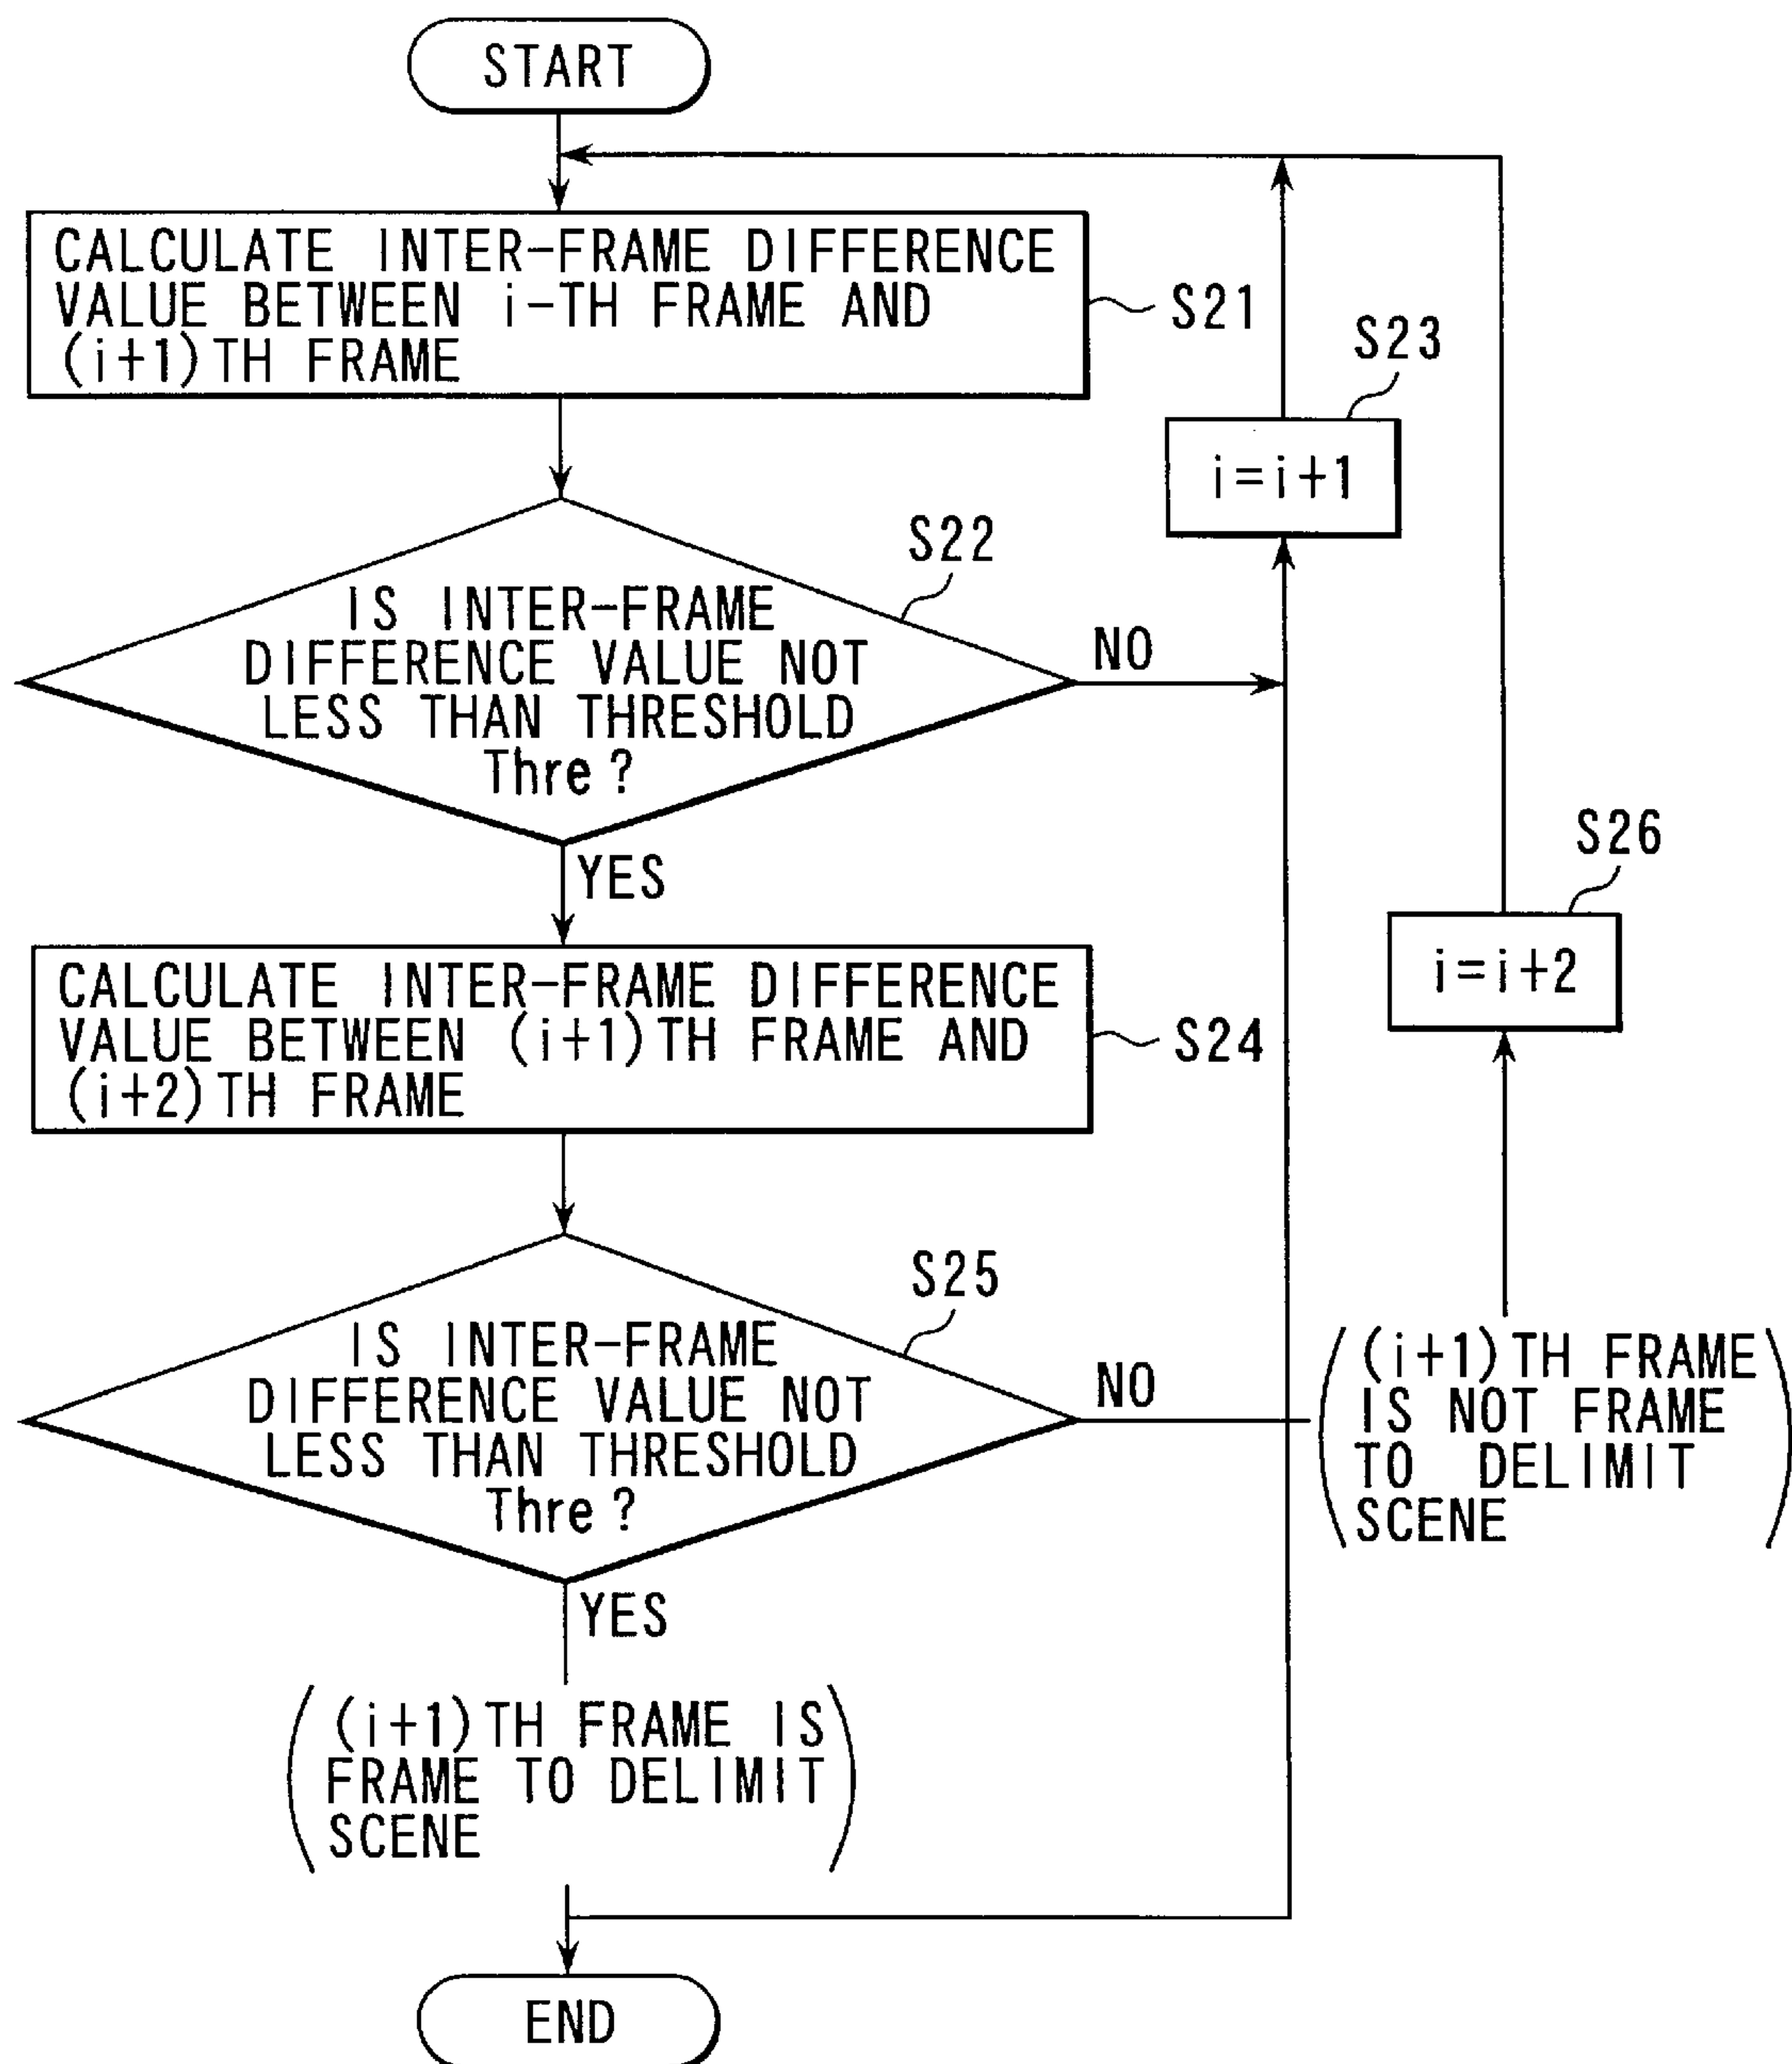 START
CALCULATE INTER-FRAME DIFFERENCE
VALUE BETWEEN i-TH FRAME AND
(i+1)TH FRAME
S21
S23
i=i+1
S22
IS INTER-FRAME
DIFFERENCE VALUE NOT
LESS THAN THRESHOLD
Thre?
NO
YES
S26
i=i+2
CALCULATE INTER-FRAME DIFFERENCE
VALUE BETWEEN (i+1)TH FRAME AND
(i+2)TH FRAME
S24
S25
IS INTER-FRAME
DIFFERENCE VALUE NOT
LESS THAN THRESHOLD
Thre?
NO
(i+1)TH FRAME
IS NOT FRAME
TO DELIMIT
SCENE
YES
(i+1)TH FRAME IS
FRAME TO DELIMIT
SCENE
END